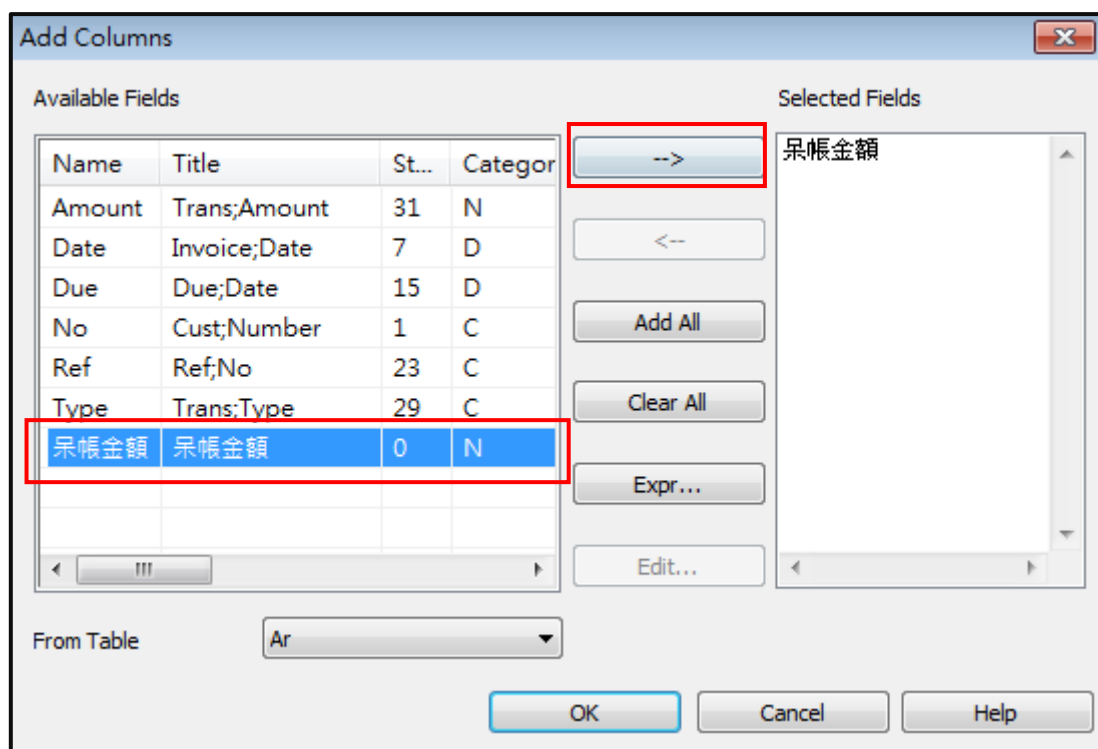 Add Columns
Available Fields
Selected Fields
Name Title St... Categor
Amount Trans;Amount 31 N
Date Invoice;Date 7 D
Due Due;Date 15 D
No Cust;Number 1 C
Ref Ref;No 23 C
Type Trans;Type 29 C
呆帳金額 呆帳金額 0 N
-->
<--
Add All
Clear All
Expr...
Edit...
呆帳金額
From Table Ar
OK Cancel Help